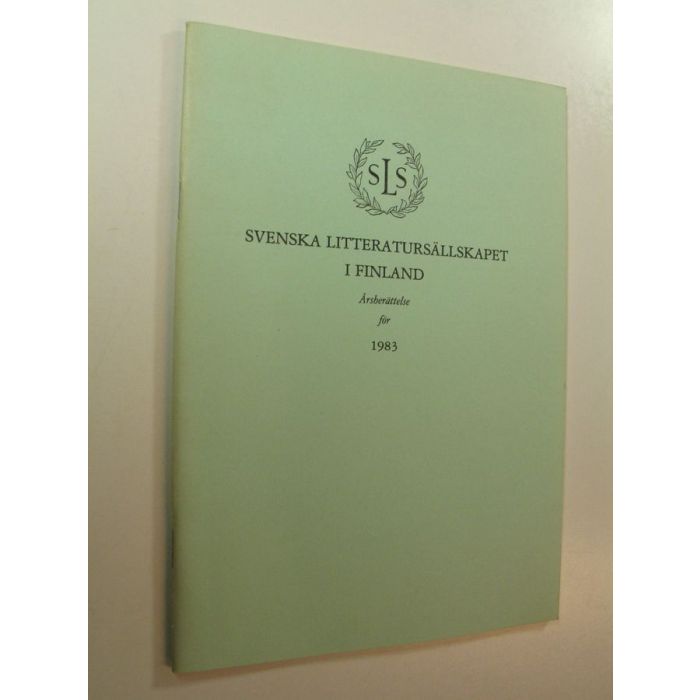 SLS
SVENSKA LITTERATURSÄLLSKAPET
I FINLAND
Årsberättelse
för
1983